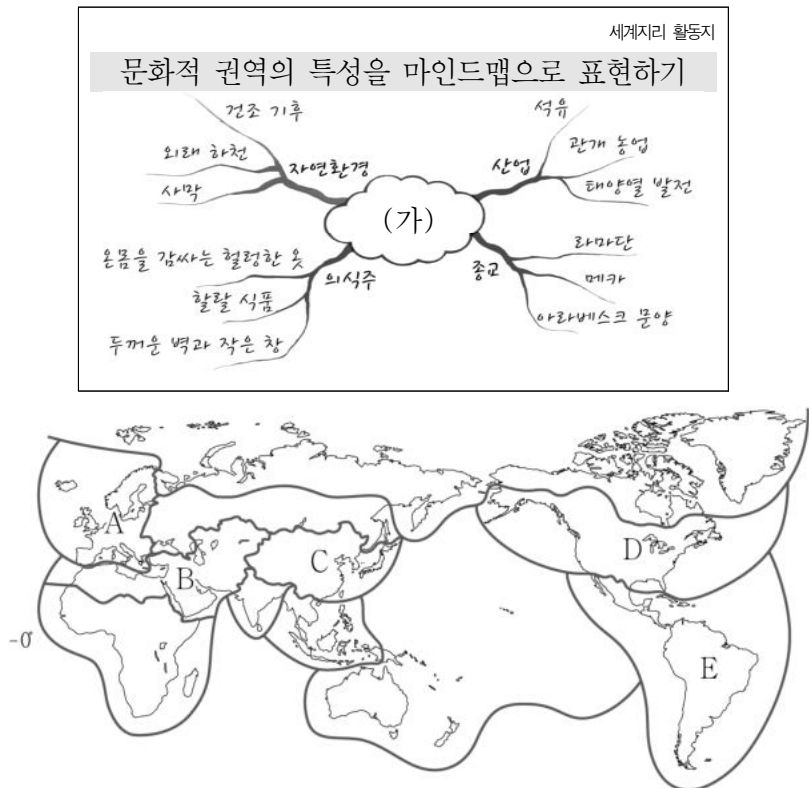 세계지리 활동지
문화적 권역의 특성을 마인드맵으로 표현하기
건조 기후
외래 하천
사막
자연환경
석유
관개 농업
태양열 발전
산업
(가)
온몸을 감싸는 헐렁한 옷
할랄 식품
두꺼운 벽과 작은 창
의식주
종교
라마단
메카
아라베스크 문양
A
B
C
D
E
0°